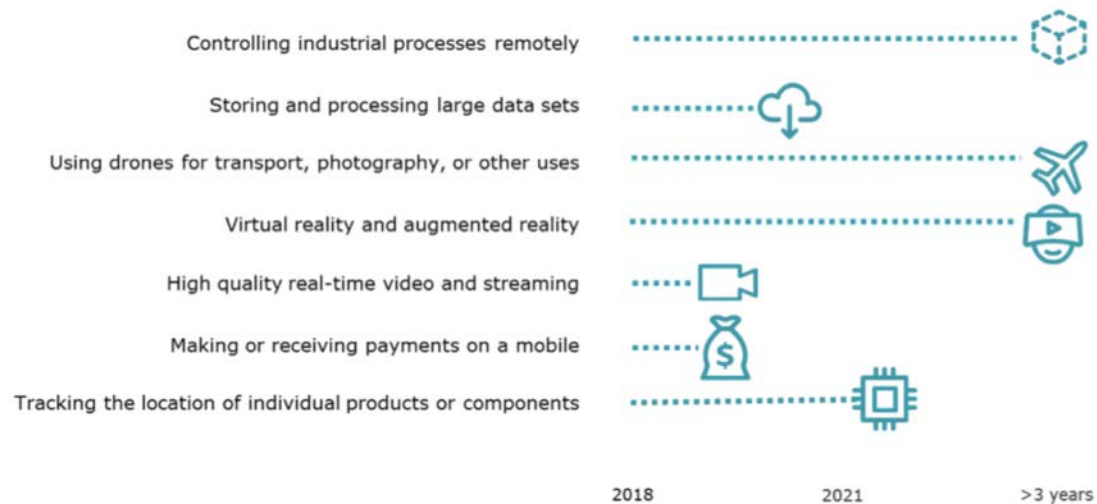 Controlling industrial processes remotely
Storing and processing large data sets
Using drones for transport, photography, or other uses
Virtual reality and augmented reality
High quality real-time video and streaming
Making or receiving payments on a mobile
$
Tracking the location of individual products or components
2018 2021 >3 years